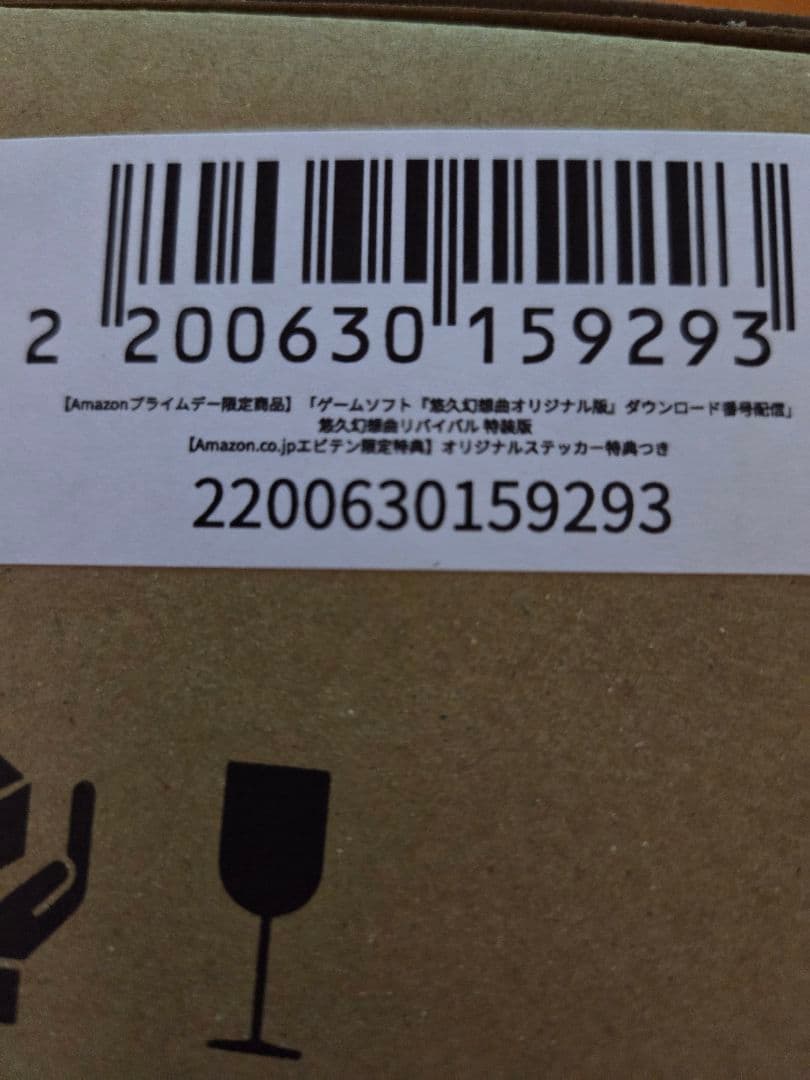 2 200630 159293
【Amazonプライムデー限定商品】「ゲームソフト『悠久幻想曲オリジナル版』ダウンロード番号配信」
悠久幻想曲リバイバル 特装版
【Amazon.co.jpエビテン限定特典】オリジナルステッカー特典つき
2200630159293